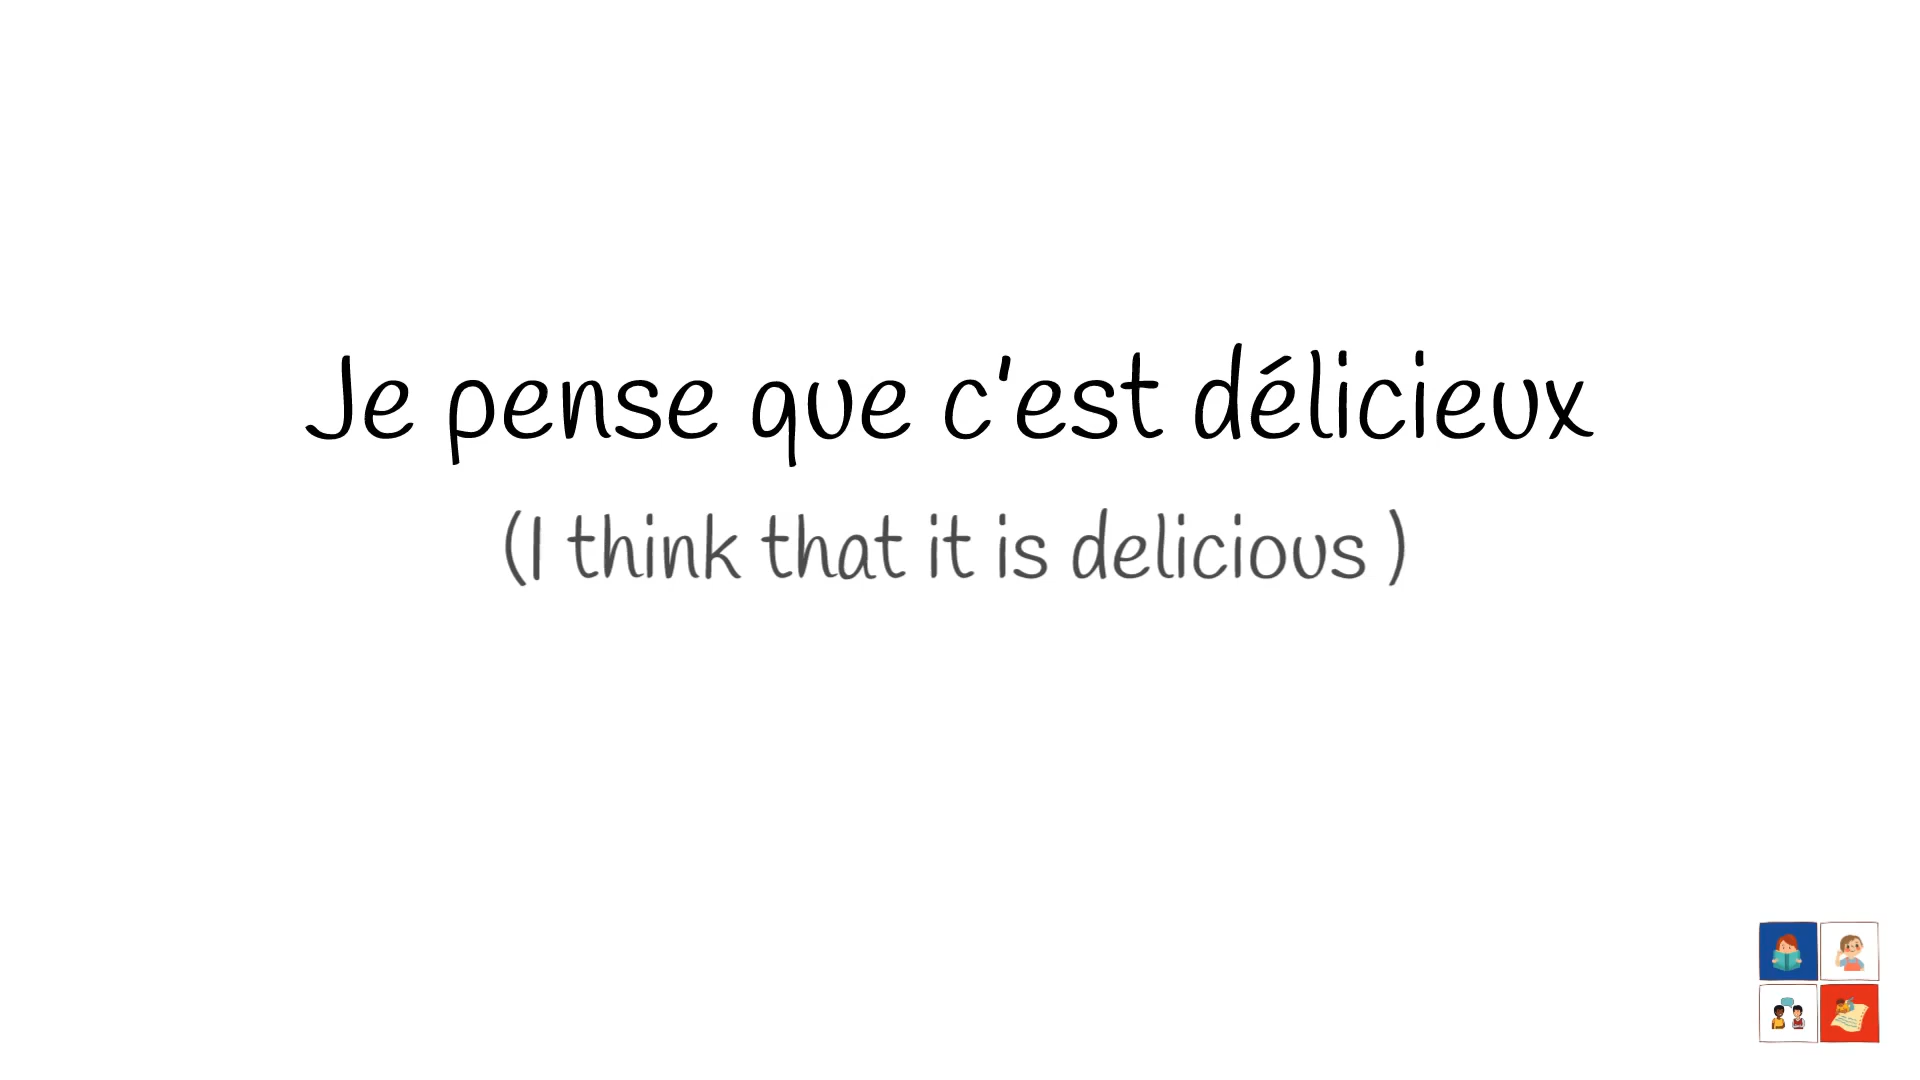 Je pense que c'est délicieux
(I think that it is delicious )